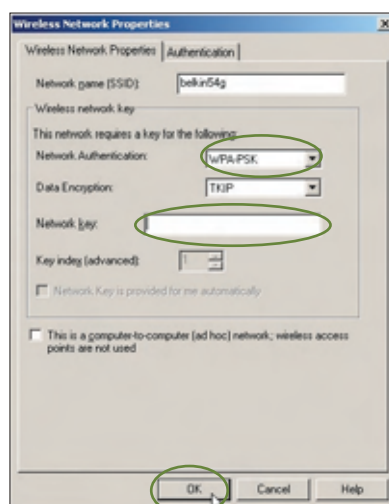 Wireless Network Properties
Wireless Network Properties
Authentication
Network name (SSID):
belkin54g
Wireless network key
This network requires a key for the following:
Network Authentication:
WPA-PSK
Data Encryption:
TKIP
Network key:
Key index (advanced):
1
Network Key is provided for me automatically
This is a computer-to-computer (ad hoc) network; wireless access
points are not used
OK
Cancel
Help